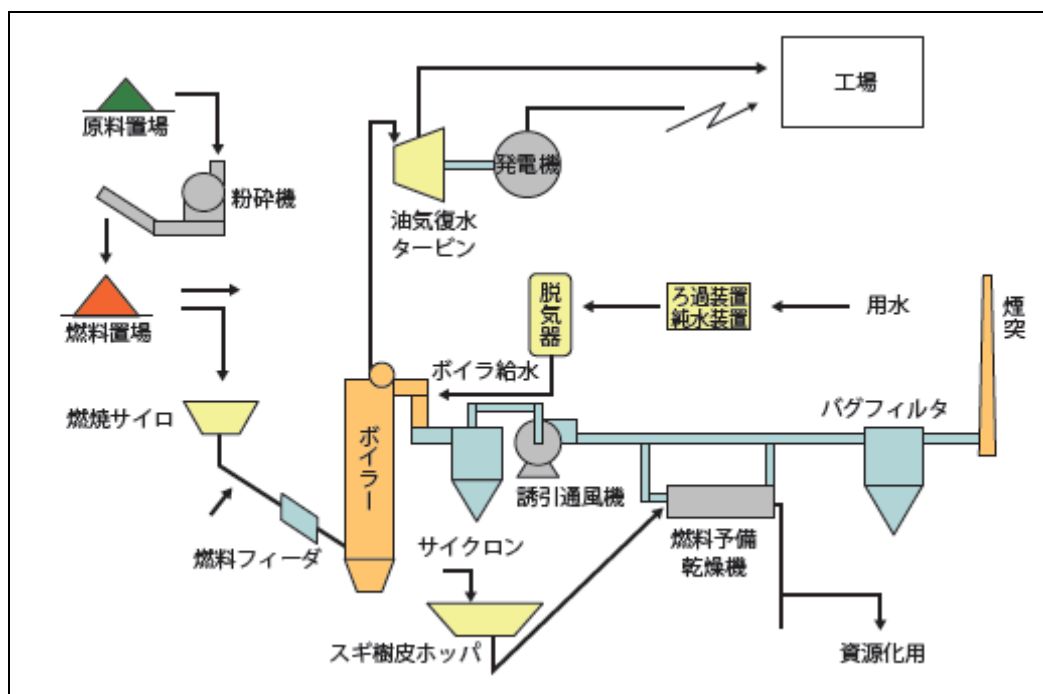 原料置場
粉砕機
燃料置場
燃焼サイロ
燃料フィーダ
ボイラー
油気復水
タービン
発電機
工場
脱気器
ろ過装置
純水装置
用水
煙突
ボイラ給水
バグフィルタ
誘引通風機
サイクロン
燃料予備
乾燥機
スギ樹皮ホッパ
資源化用